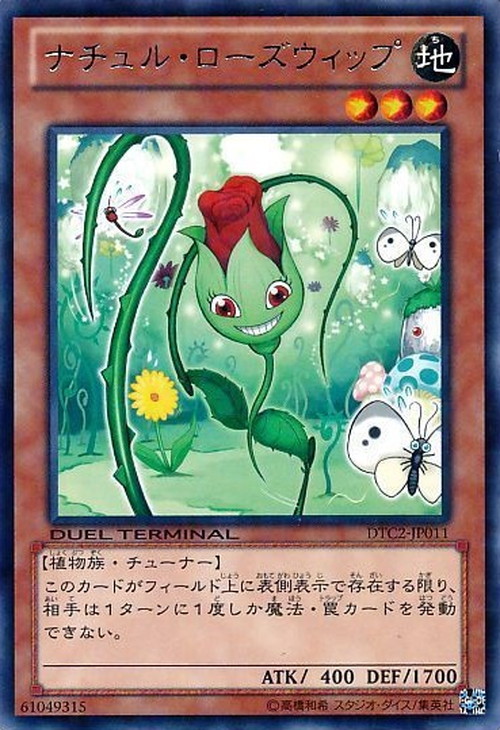 ナチュル・ローズウィップ 地
DUEL TERMINAL DTC2-JP011
【植物族・チューナー】
このカードがフィールド上に表側表示で存在する限り、
相手は1ターンに1度しか魔法・罠カードを発動
できない。
ATK/ 400 DEF/1700
61049315 ©高橋和希 スタジオ・ダイス/集英社